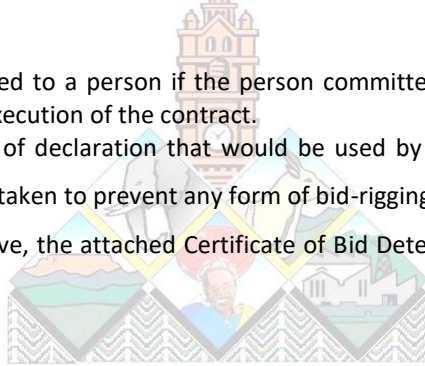 ed to a person if the person committe
xecution of the contract.
of declaration that would be used by
taken to prevent any form of bid-rigging
ve, the attached Certificate of Bid Dete